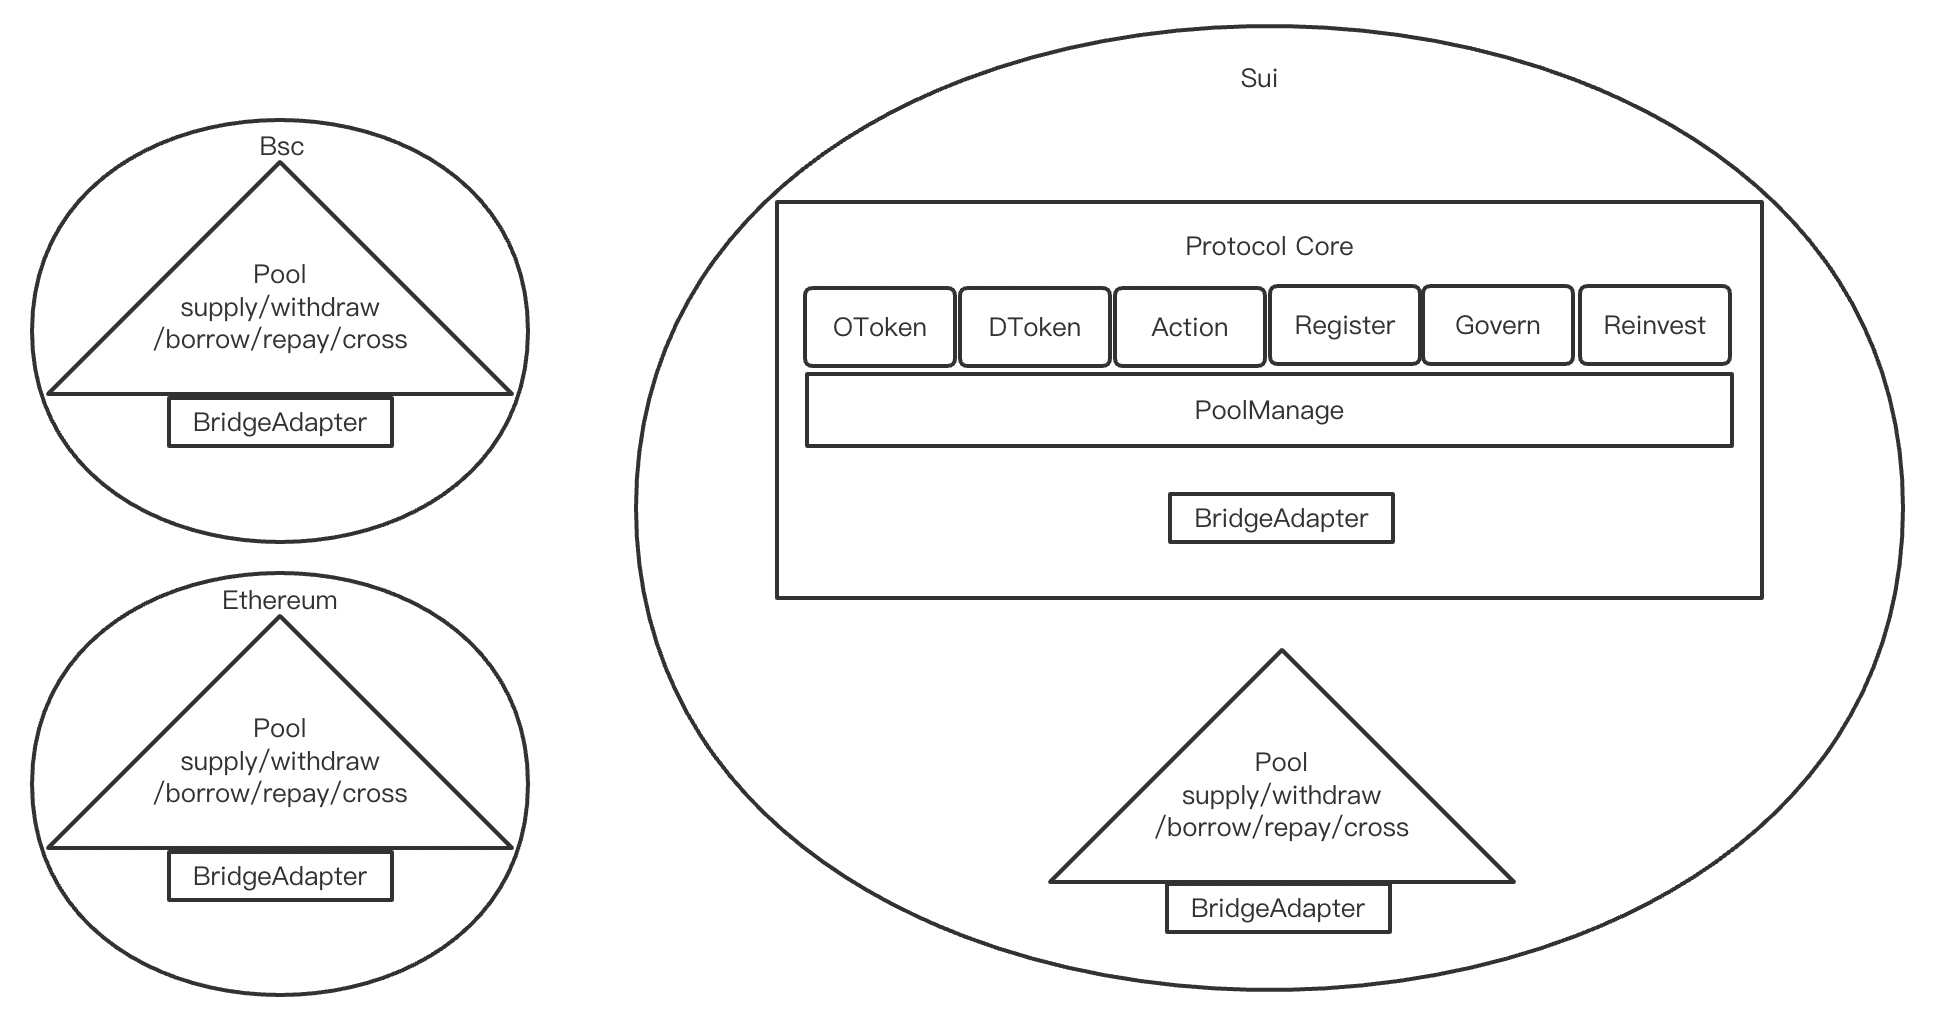 Bsc
Pool
supply/withdraw
/borrow/repay/cross
BridgeAdapter
Ethereum
Pool
supply/withdraw
/borrow/repay/cross
BridgeAdapter
Sui
Protocol Core
OToken
DToken
Action
Register
Govern
Reinvest
PoolManage
BridgeAdapter
Pool
supply/withdraw
/borrow/repay/cross
BridgeAdapter